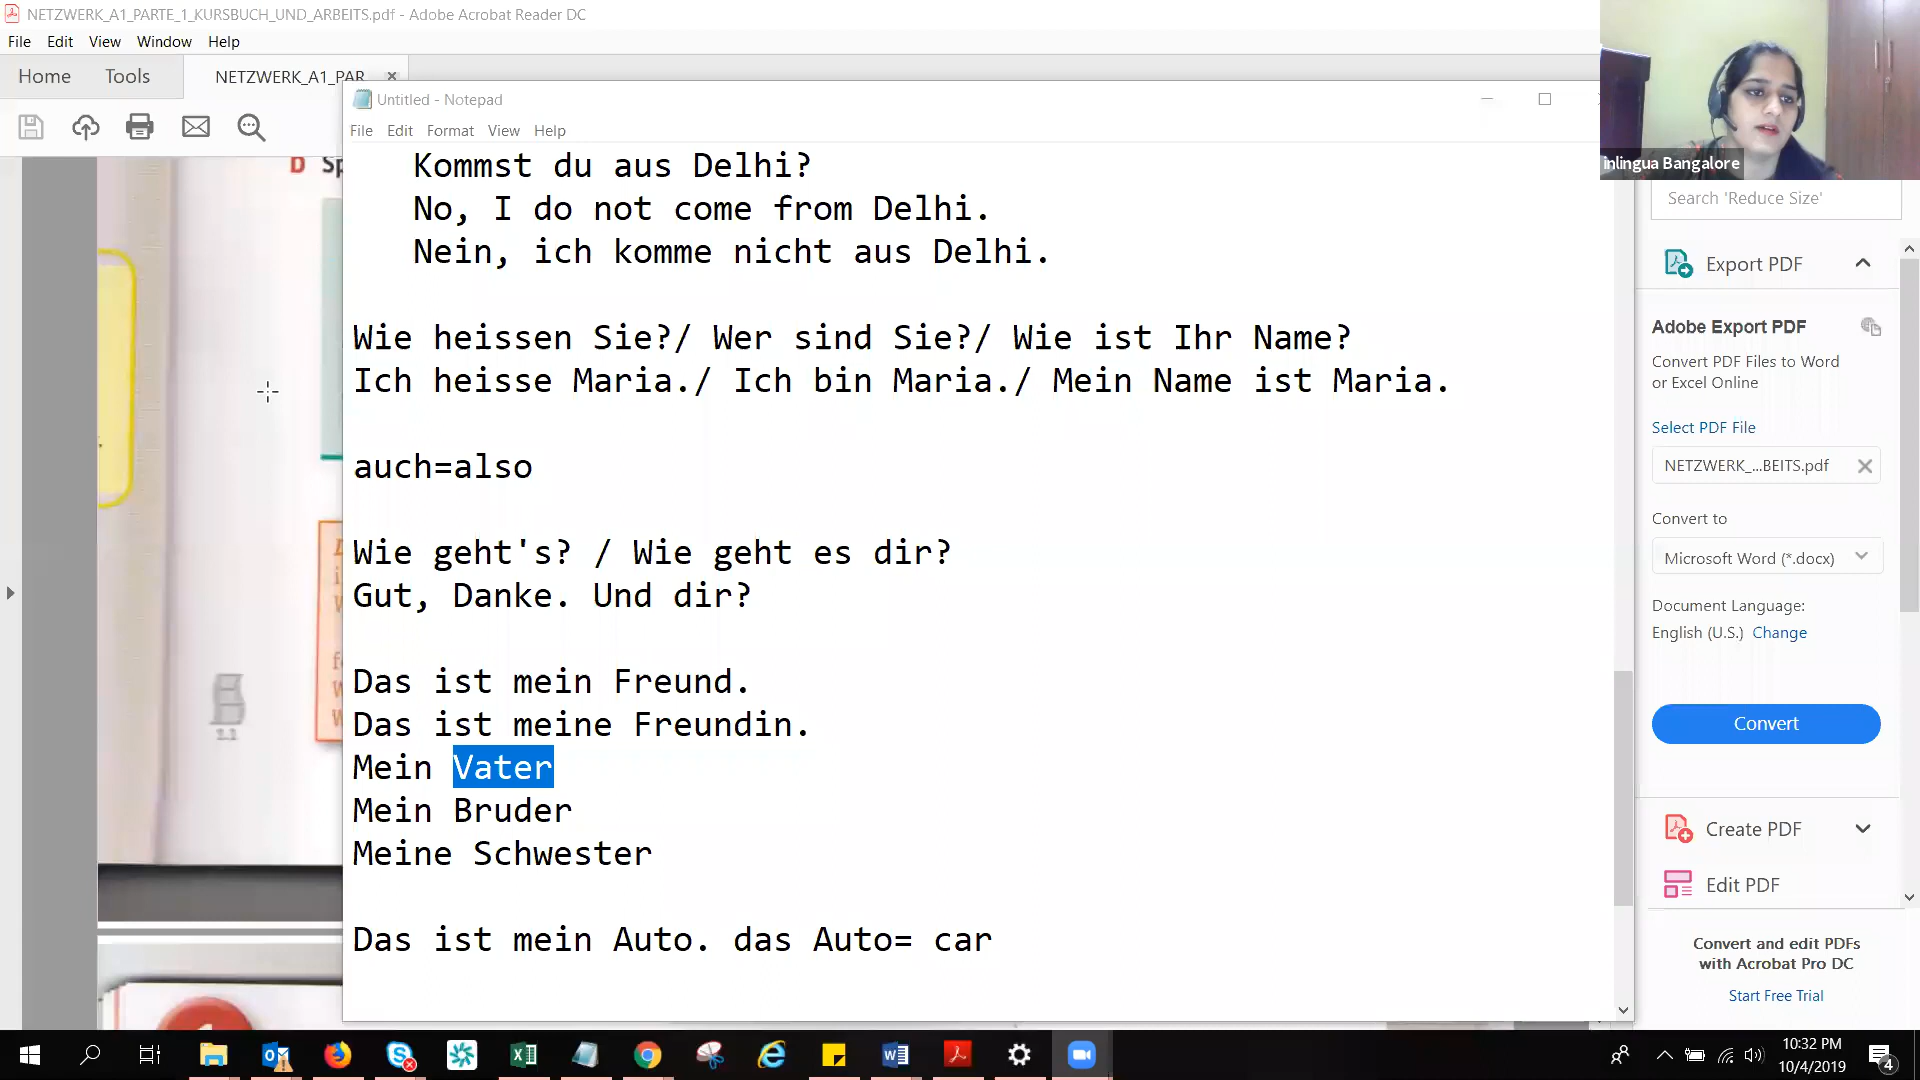 NETZWERK_A1_PARTE_1_KURSBUCH_UND_ARBEITS.pdf - Adobe Acrobat Reader DC
File Edit View Window Help
Home Tools NETZWERK_A1_PAR...
Untitled - Notepad
File Edit Format View Help
b Sp
Kommst du aus Delhi?
No, I do not come from Delhi.
Nein, ich komme nicht aus Delhi.
Wie heissen Sie?/ Wer sind Sie?/ Wie ist Ihr Name?
Ich heisse Maria./ Ich bin Maria./ Mein Name ist Maria.
auch=also
Wie geht's? / Wie geht es dir?
Gut, Danke. Und dir?
Das ist mein Freund.
Das ist meine Freundin.
Mein Vater
Mein Bruder
Meine Schwester
Das ist mein Auto. das Auto= car
1.1
inlingua Bangalore
Search 'Reduce Size'
Export PDF
Adobe Export PDF
Convert PDF Files to Word
or Excel Online
Select PDF File
NETZWERK_...BEITS.pdf
Convert to
Microsoft Word (*.docx)
Document Language:
English (U.S.) Change
Convert
Create PDF
Edit PDF
Convert and edit PDFs
with Acrobat Pro DC
Start Free Trial
10:32 PM
10/4/2019
4